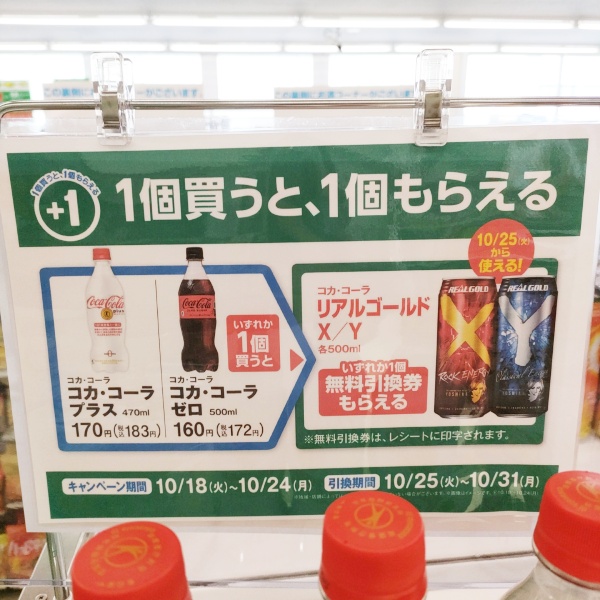 1個買うと、1個もらえる
+1
1個買うと、1個もらえる
10/25(火)
から
使える!
コカ・コーラ
コカ・コーラ
プラス 470ml
170円(税込183円)
コカ・コーラ
コカ・コーラ
ゼロ 500ml
160円(税込172円)
いずれか
1個
買うと
コカ・コーラ
リアルゴールド
X/Y
各500ml
いずれか1個
無料引換券
もらえる
REALGOLD
X
ROCK ENERGY
YOSHIKI
REALGOLD
Y
Coca-Cola
Coca-Cola
※無料引換券は、レシートに印字されます。
キャンペーン期間 10/18(火)~10/24(月) 引換期間 10/25(火)~10/31(月)